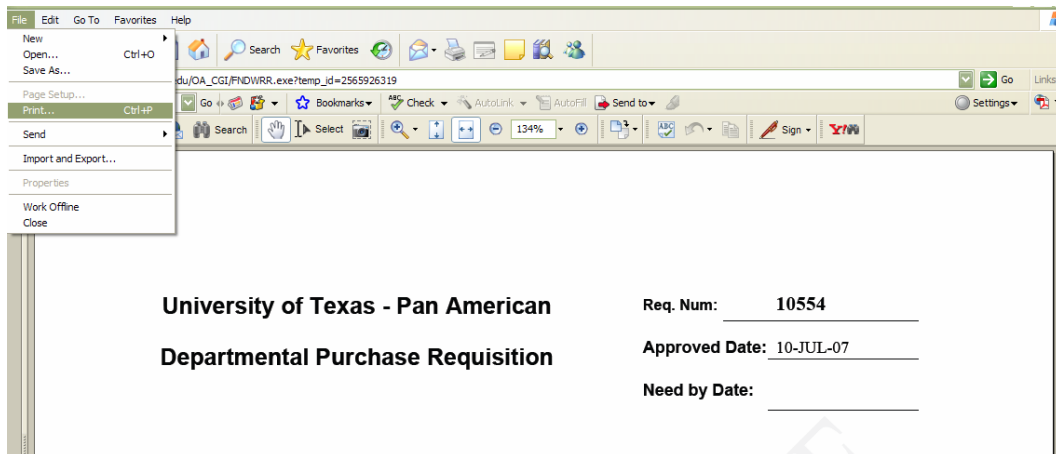 File Edit Go To Favorites Help
New
Open... Ctrl+O
Save As...
Page Setup...
Print... Ctrl+P
Send
Import and Export...
Properties
Work Offline
Close
Search Favorites
du/OA_CGI/FNDWRR.exe?temp_id=2565926319 Go Links
Go Bookmarks Check AutoLink AutoFill Send to Settings
Search Select 134% Sign Y!
University of Texas - Pan American
Req. Num: 10554
Departmental Purchase Requisition
Approved Date: 10-JUL-07
Need by Date: